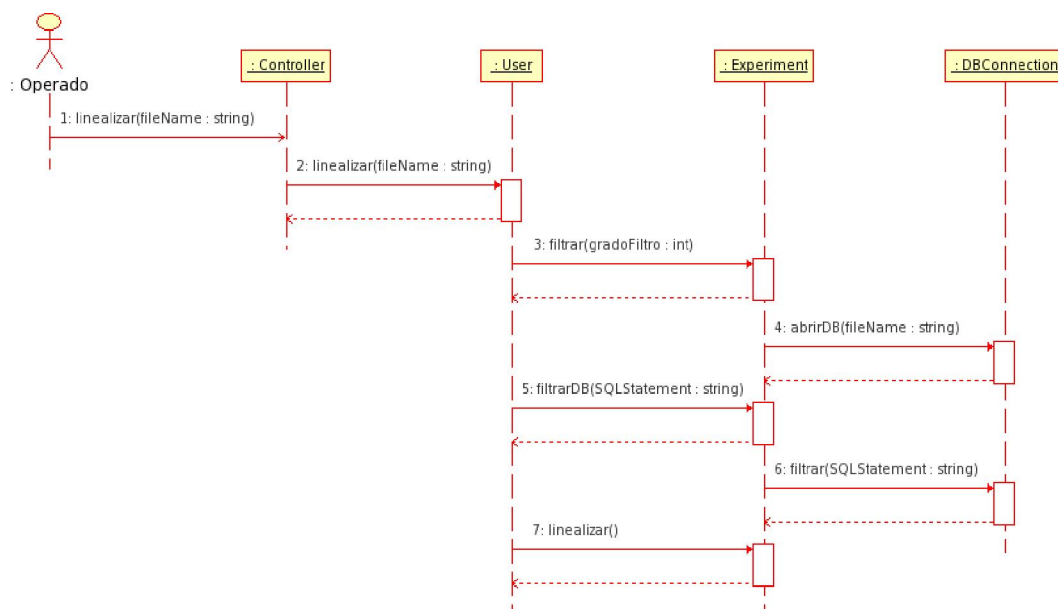 : Operado
: Controller
: User
: Experiment
: DBConnection
1: linealizar(fileName : string)
2: linealizar(fileName : string)
3: filtrar(gradoFiltro : int)
4: abrirDB(fileName : string)
5: filtrarDB(SQLStatement : string)
6: filtrar(SQLStatement : string)
7: linealizar()